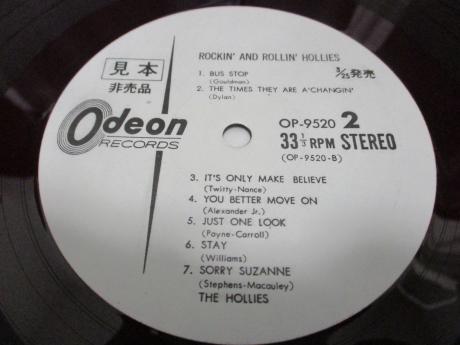 ROCKIN' AND ROLLIN' HOLLIES
見本
非売品
3/25発売
1. BUS STOP
(Gouldman)
2. THE TIMES THEY ARE A'CHANGIN'
(Dylan)
Odeon
RECORDS
OP-9520 2
33 1/3 RPM STEREO
(OP-9520-B)
3. IT'S ONLY MAKE BELIEVE
(Twitty-Nance)
4. YOU BETTER MOVE ON
(Alexander Jr.)
5. JUST ONE LOOK
(Payne-Carroll)
6. STAY
(Williams)
7. SORRY SUZANNE
(Stephens-Macauley)
THE HOLLIES